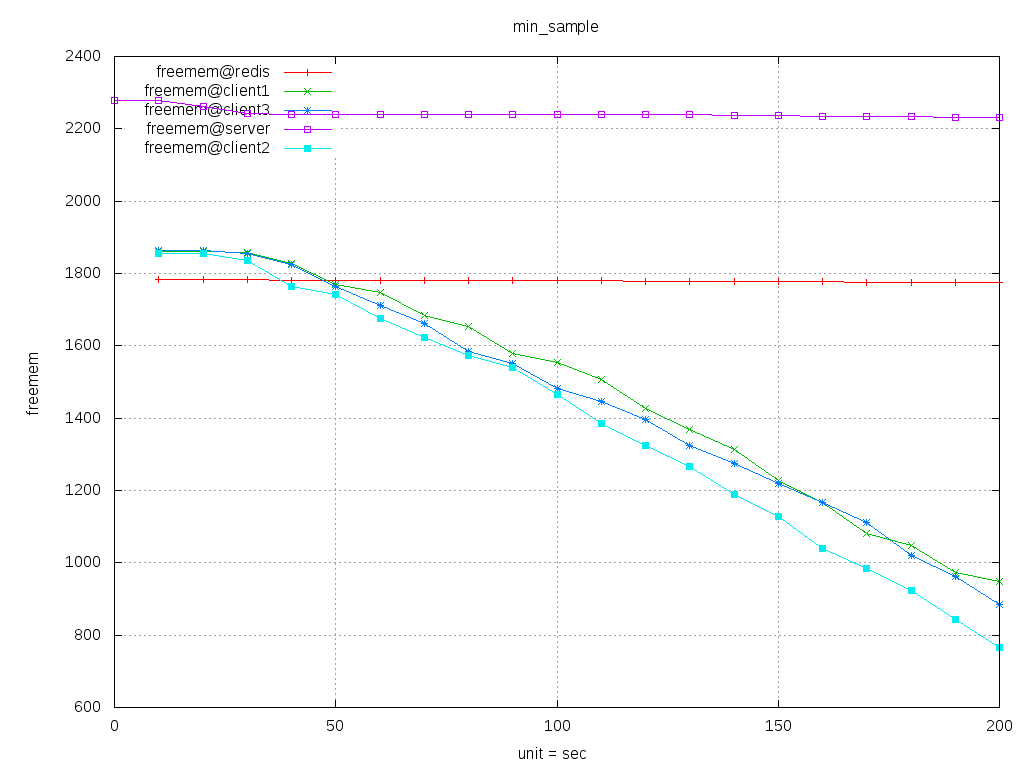 min_sample
freemem@redis
freemem@client1
freemem@client3
freemem@server
freemem@client2
2400
2200
2000
1800
1600
1400
1200
1000
800
600
freemem
0 50 100 150 200
unit = sec